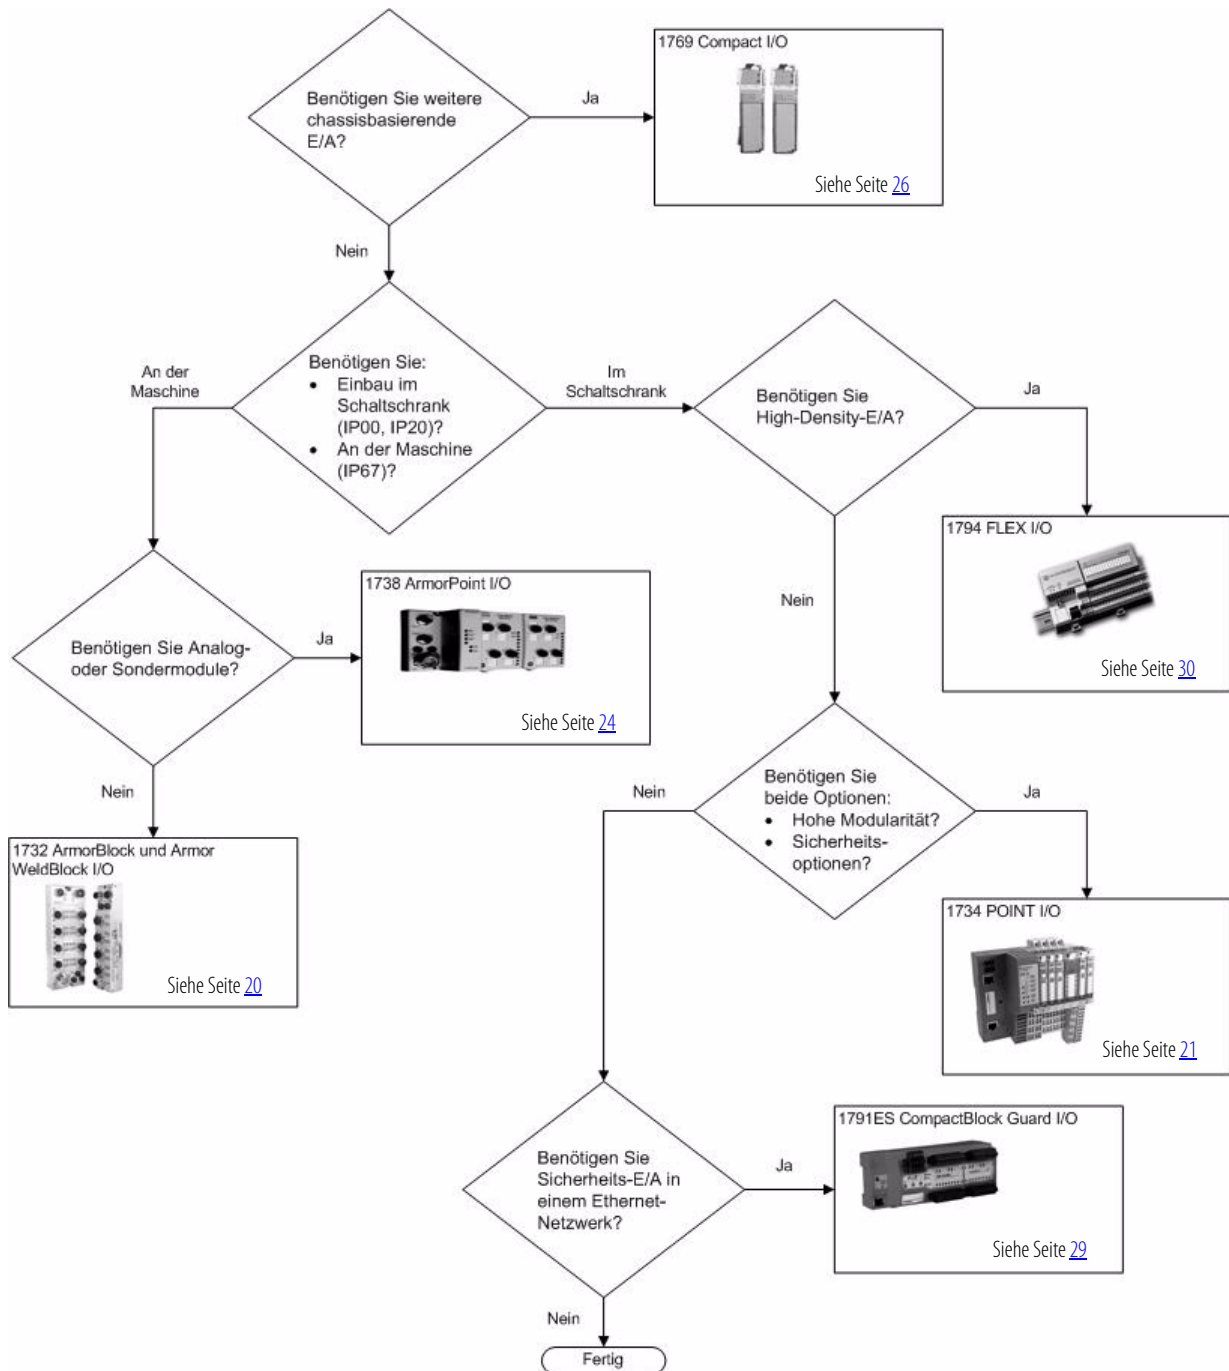 1769 Compact I/O
Benötigen Sie weitere
chassisbasierende
E/A?
Ja
Siehe Seite 26
Nein
Benötigen Sie:
• Einbau im
Schaltschrank
(IP00, IP20)?
• An der Maschine
(IP67)?
An der
Maschine
Im
Schaltschrank
Benötigen Sie
High-Density-E/A?
Ja
1794 FLEX I/O
Siehe Seite 30
Nein
1738 ArmorPoint I/O
Benötigen Sie Analog-
oder Sondermodule?
Ja
Siehe Seite 24
Nein
1732 ArmorBlock und Armor
WeldBlock I/O
Siehe Seite 20
Benötigen Sie
beide Optionen:
• Hohe Modularität?
• Sicherheits-
optionen?
Nein
Ja
1734 POINT I/O
Siehe Seite 21
Benötigen Sie
Sicherheits-E/A in
einem Ethernet-
Netzwerk?
Ja
1791ES CompactBlock Guard I/O
Siehe Seite 29
Nein
Fertig